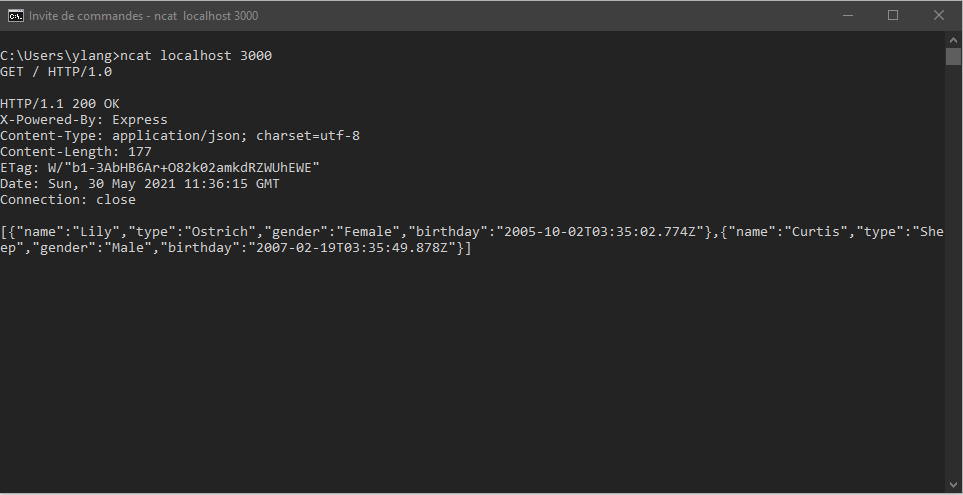 Invite de commandes - ncat localhost 3000
C:\Users\ylang>ncat localhost 3000
GET / HTTP/1.0
HTTP/1.1 200 OK
X-Powered-By: Express
Content-Type: application/json; charset=utf-8
Content-Length: 177
ETag: W/"b1-3AbHB6Ar+O82k02amkdRZWUhEWE"
Date: Sun, 30 May 2021 11:36:15 GMT
Connection: close
[{"name":"Lily","type":"Ostrich","gender":"Female","birthday":"2005-10-02T03:35:02.774Z"},{"name":"Curtis","type":"She
ep","gender":"Male","birthday":"2007-02-19T03:35:49.878Z"}]